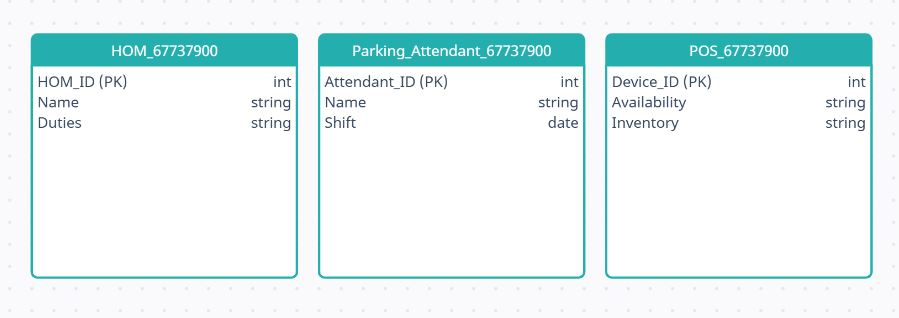 HOM_67737900
HOM_ID (PK) int
Name string
Duties string
Parking_Attendant_67737900
Attendant_ID (PK) int
Name string
Shift date
POS_67737900
Device_ID (PK) int
Availability string
Inventory string